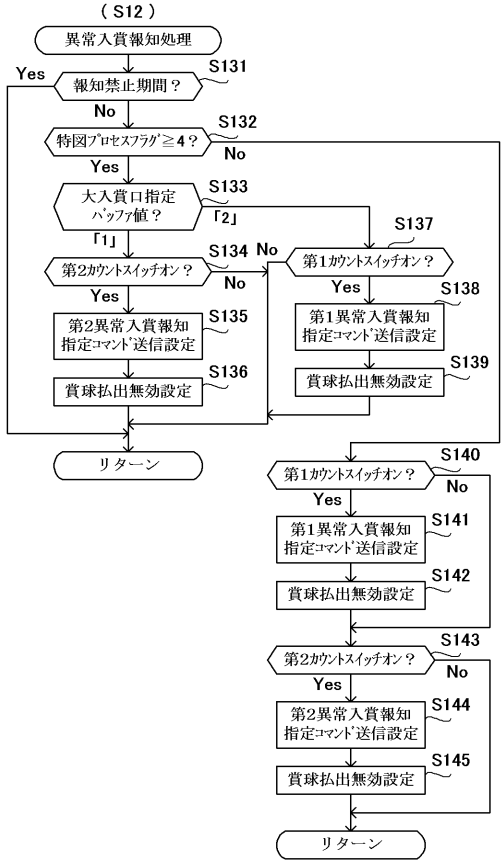 (S12)
異常入賞報知処理
S131
Yes
報知禁止期間?
No
S132
特図プロセスフラグ≧4?
No
Yes
S133
大入賞口指定
バッファ値?
「2」
「1」
S134
第2カウントスイッチオン?
No
Yes
S135
第2異常入賞報知
指定コマンド送信設定
S136
賞球払出無効設定
リターン
S137
No
第1カウントスイッチオン?
Yes
S138
第1異常入賞報知
指定コマンド送信設定
S139
賞球払出無効設定
S140
第1カウントスイッチオン?
No
Yes
S141
第1異常入賞報知
指定コマンド送信設定
S142
賞球払出無効設定
S143
第2カウントスイッチオン?
No
Yes
S144
第2異常入賞報知
指定コマンド送信設定
S145
賞球払出無効設定
リターン